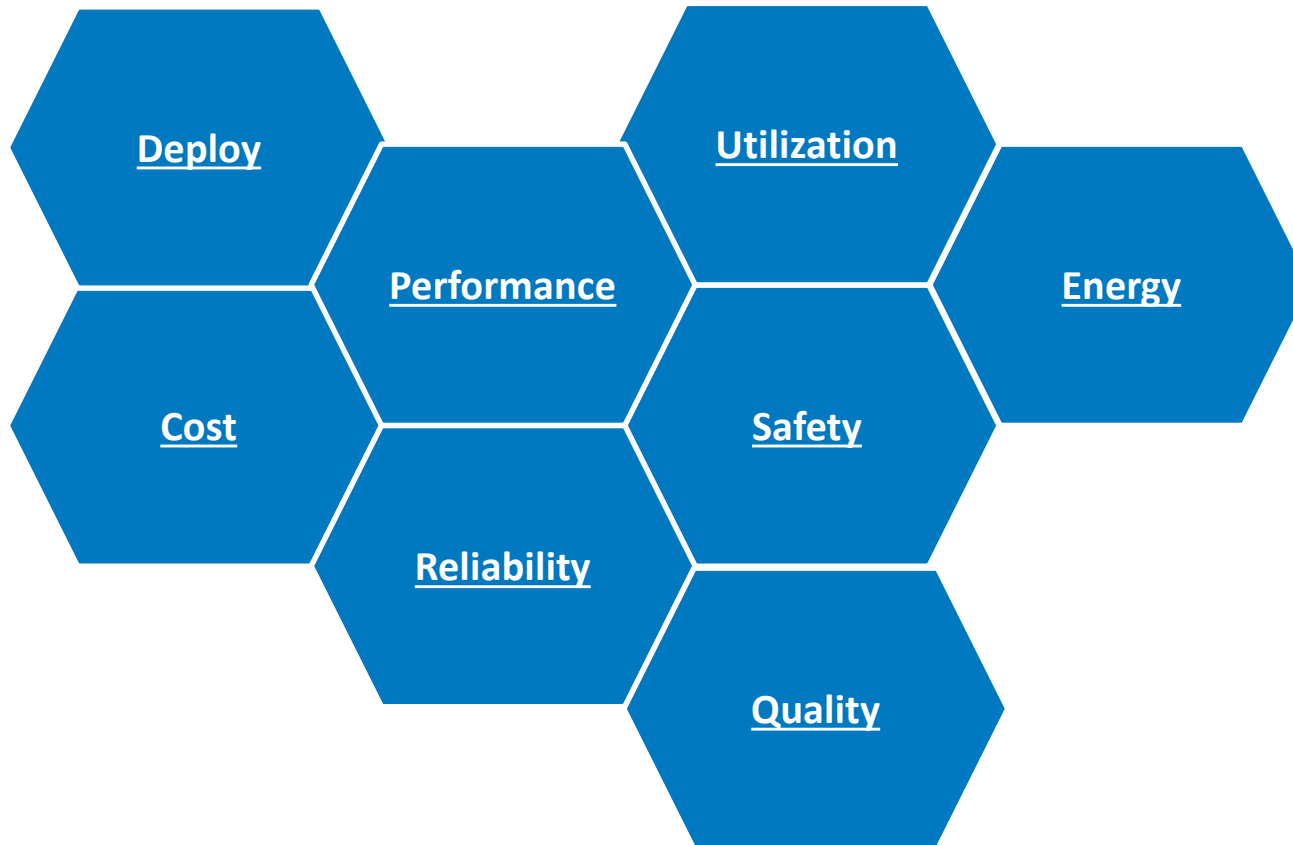 Deploy
Utilization
Performance
Energy
Cost
Safety
Reliability
Quality